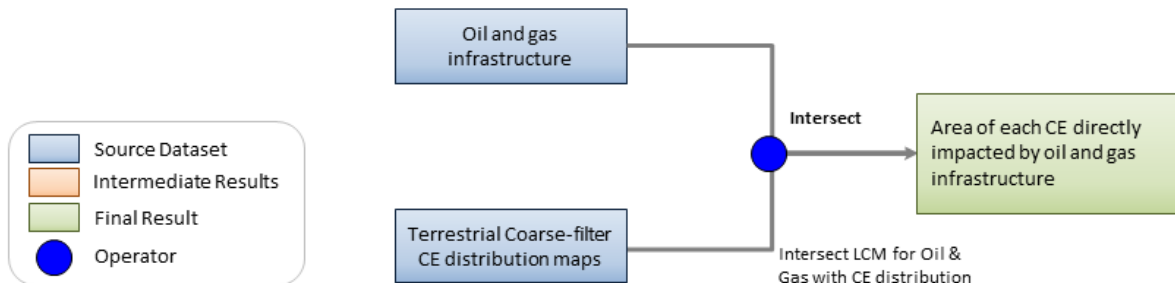 Oil and gas
infrastructure
Source Dataset
Intermediate Results
Final Result
Operator
Intersect
Area of each CE directly
impacted by oil and gas
infrastructure
Terrestrial Coarse-filter
CE distribution maps
Intersect LCM for Oil &
Gas with CE distribution